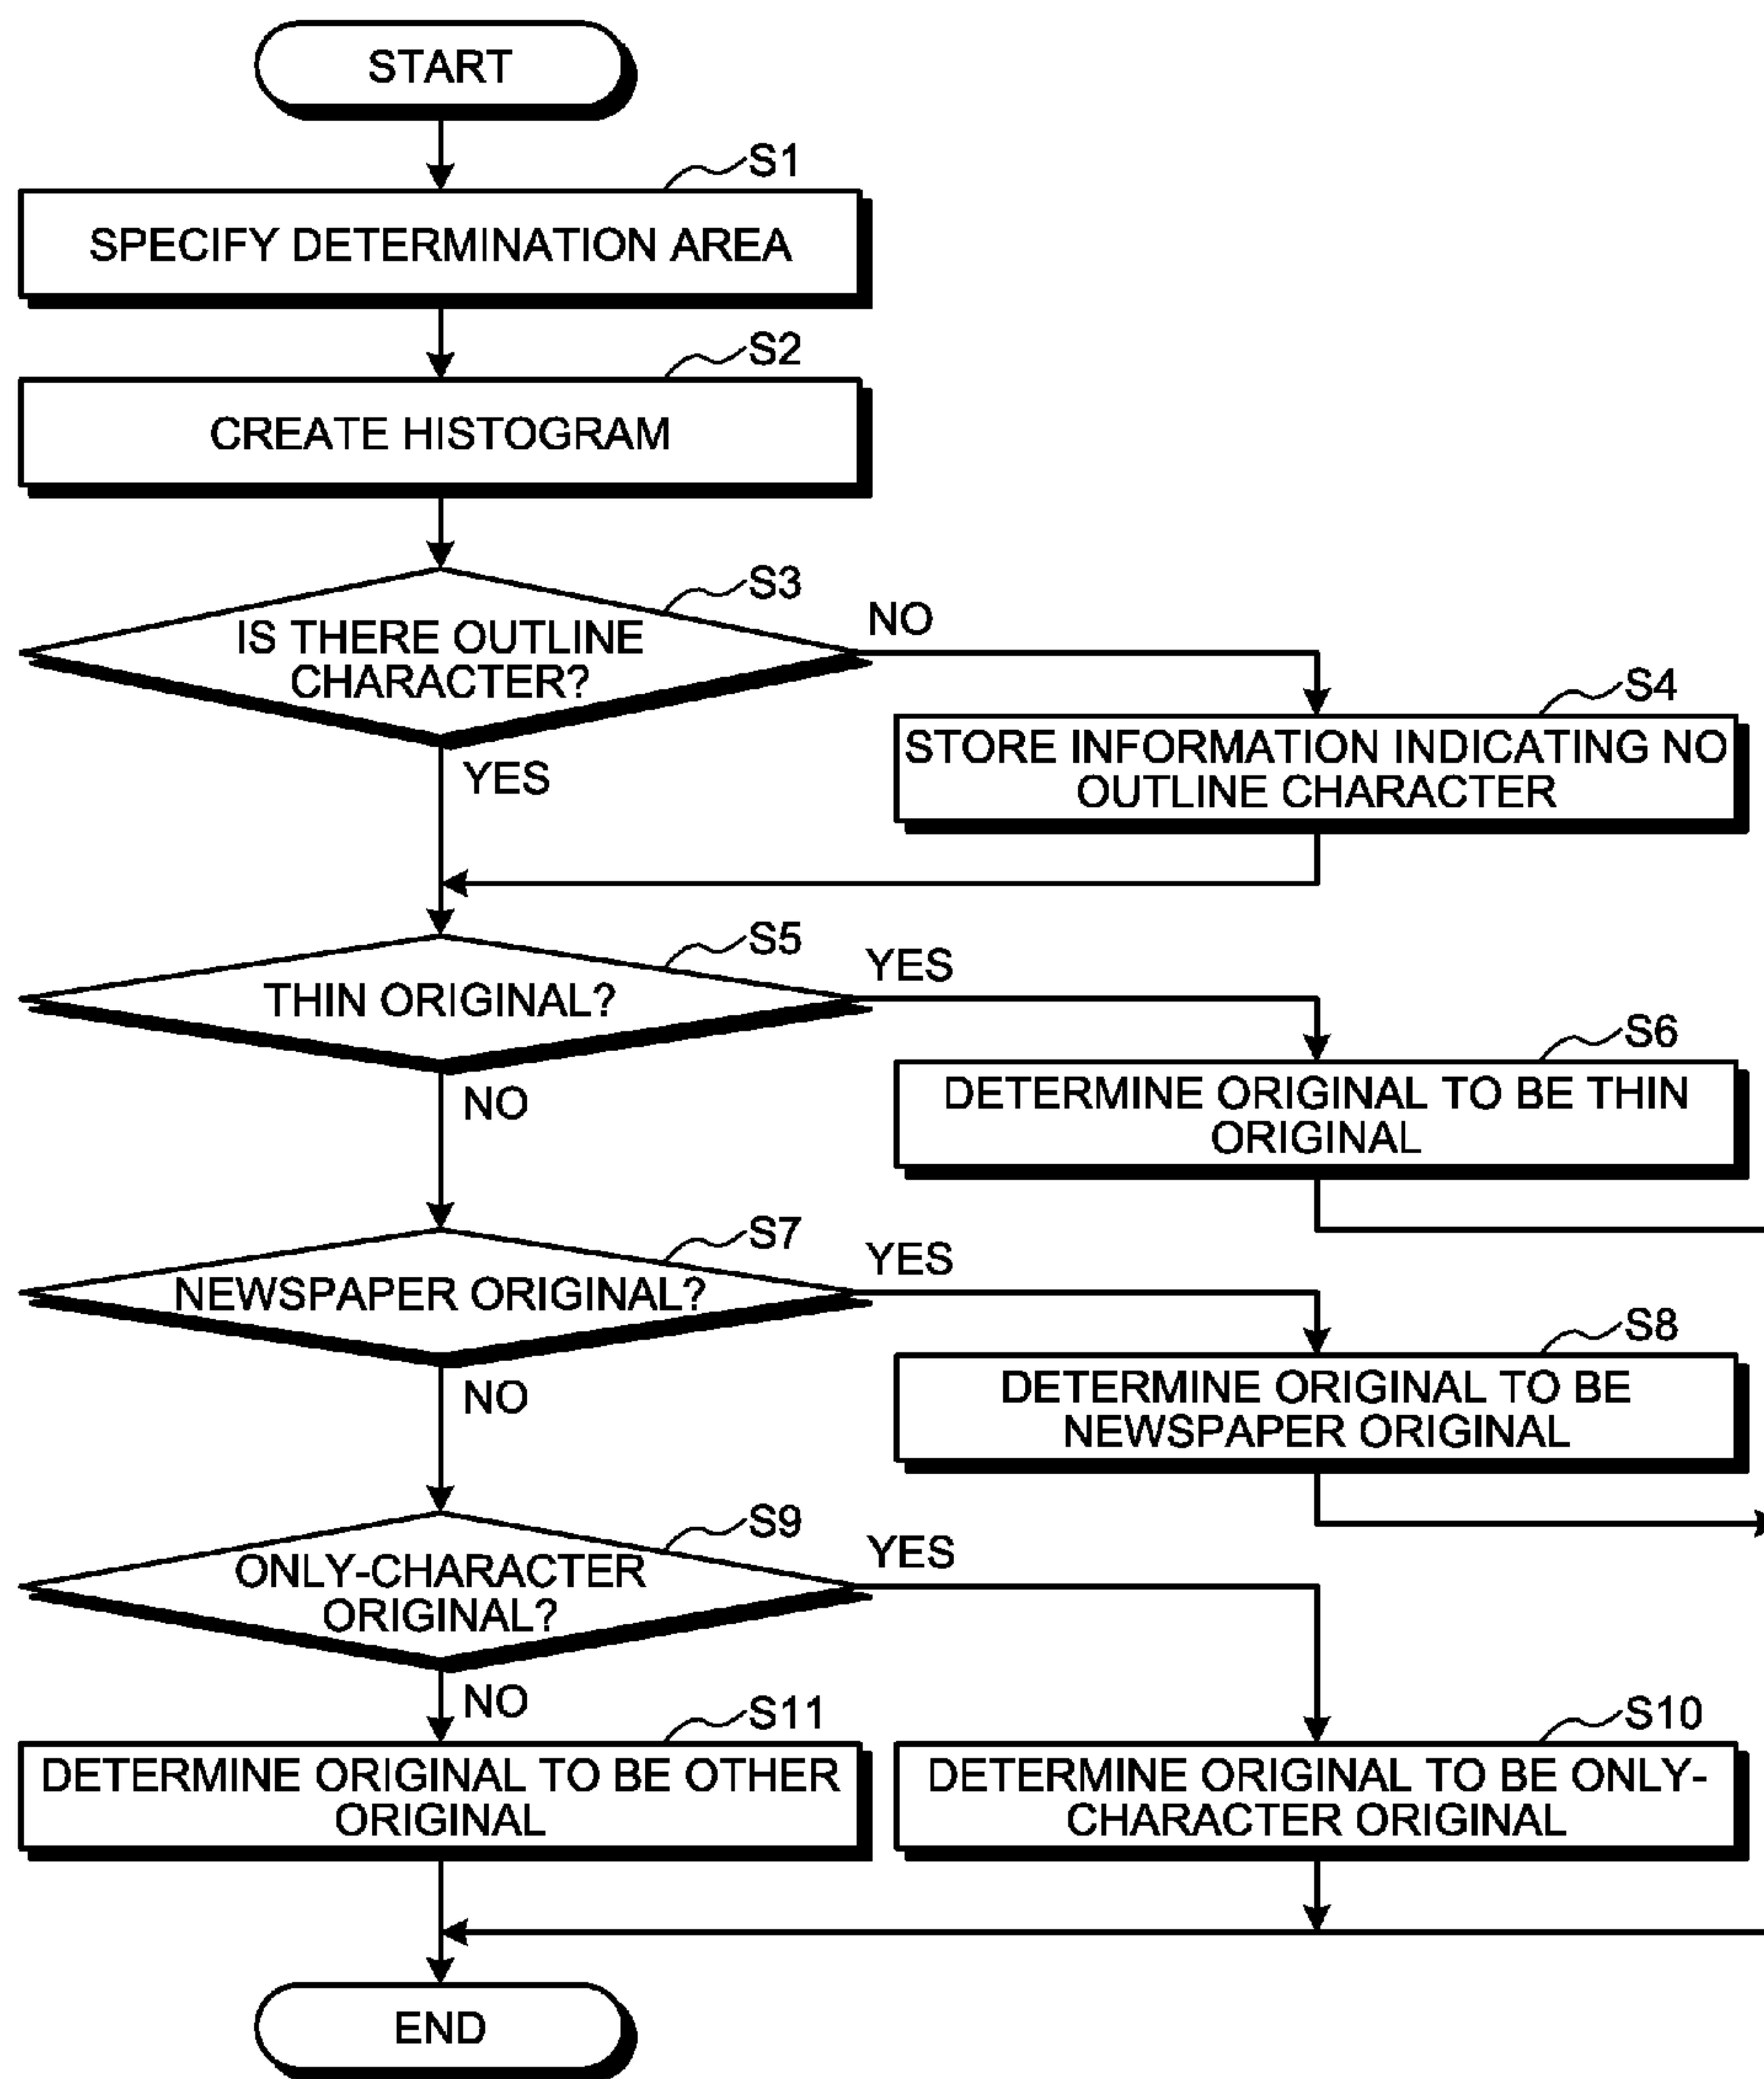 START
S1
SPECIFY DETERMINATION AREA
S2
CREATE HISTOGRAM
S3
IS THERE OUTLINE
CHARACTER?
NO
YES
S4
STORE INFORMATION INDICATING NO
OUTLINE CHARACTER
S5
THIN ORIGINAL?
YES
NO
S6
DETERMINE ORIGINAL TO BE THIN
ORIGINAL
S7
NEWSPAPER ORIGINAL?
YES
NO
S8
DETERMINE ORIGINAL TO BE
NEWSPAPER ORIGINAL
S9
ONLY-CHARACTER
ORIGINAL?
YES
NO
S11
DETERMINE ORIGINAL TO BE OTHER
ORIGINAL
S10
DETERMINE ORIGINAL TO BE ONLY-
CHARACTER ORIGINAL
END